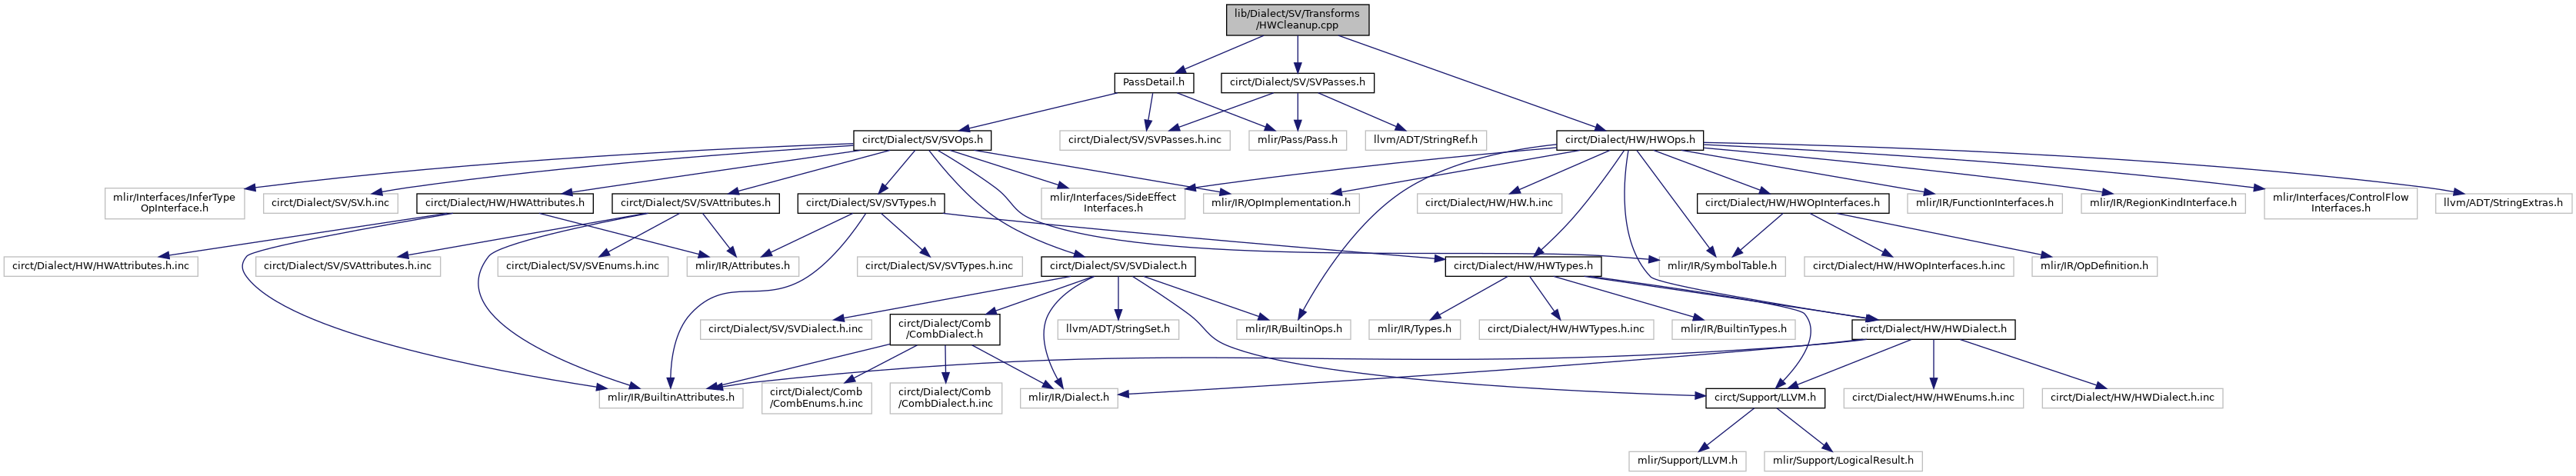 lib/Dialect/SV/Transforms
/HWCleanup.cpp
PassDetail.h
circt/Dialect/SV/SVPasses.h
circt/Dialect/SV/SVOps.h
circt/Dialect/SV/SVPasses.h.inc
mlir/Pass/Pass.h
llvm/ADT/StringRef.h
circt/Dialect/HW/HWOps.h
mlir/Interfaces/InferType
OpInterface.h
circt/Dialect/SV/SV.h.inc
circt/Dialect/HW/HWAttributes.h
circt/Dialect/SV/SVAttributes.h
circt/Dialect/SV/SVTypes.h
mlir/Interfaces/SideEffect
Interfaces.h
mlir/IR/OpImplementation.h
circt/Dialect/HW/HW.h.inc
circt/Dialect/HW/HWOpInterfaces.h
mlir/IR/FunctionInterfaces.h
mlir/IR/RegionKindInterface.h
mlir/Interfaces/ControlFlow
Interfaces.h
llvm/ADT/StringExtras.h
circt/Dialect/HW/HWAttributes.h.inc
circt/Dialect/SV/SVAttributes.h.inc
circt/Dialect/SV/SVEnums.h.inc
mlir/IR/Attributes.h
circt/Dialect/SV/SVTypes.h.inc
circt/Dialect/SV/SVDialect.h
circt/Dialect/HW/HWTypes.h
mlir/IR/SymbolTable.h
circt/Dialect/HW/HWOpInterfaces.h.inc
mlir/IR/OpDefinition.h
circt/Dialect/SV/SVDialect.h.inc
circt/Dialect/Comb
/CombDialect.h
llvm/ADT/StringSet.h
mlir/IR/BuiltinOps.h
mlir/IR/Types.h
circt/Dialect/HW/HWTypes.h.inc
mlir/IR/BuiltinTypes.h
circt/Dialect/HW/HWDialect.h
mlir/IR/BuiltinAttributes.h
circt/Dialect/Comb
/CombEnums.h.inc
circt/Dialect/Comb
/CombDialect.h.inc
mlir/IR/Dialect.h
circt/Support/LLVM.h
circt/Dialect/HW/HWEnums.h.inc
circt/Dialect/HW/HWDialect.h.inc
mlir/Support/LLVM.h
mlir/Support/LogicalResult.h